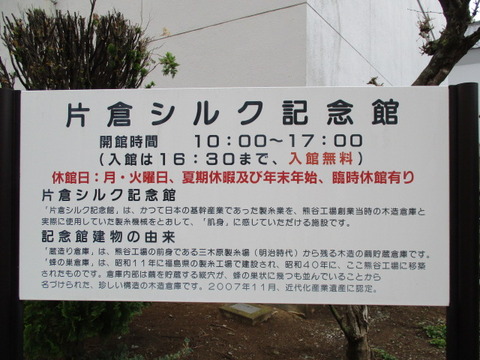 片倉シルク記念館
開館時間　10：00～17：00
（入館は16：30まで、入館無料）
休館日：月・火曜日、夏期休暇及び年末年始、臨時休館有り
片倉シルク記念館
「片倉シルク記念館」は、かつて日本の基幹産業であった製糸業を、熊谷工場創業当時の木造倉庫と
実際に使用していた製糸機械をとおして、「肌身」に感じていただける施設です。
記念館建物の由来
「蔵造り倉庫」は、熊谷工場の前身である三木原製糸場（明治時代）から残る木造の繭貯蔵倉庫です。
「蜂の巣倉庫」は、昭和11年に福島県の製糸工場で建設され、昭和40年に、ここ熊谷工場に移築
されたものです。倉庫内部は繭を貯蔵する縦穴が、蜂の巣状に幾つも並んでいることから
名づけられた、珍しい構造の木造倉庫です。2007年11月、近代化産業遺産に認定。